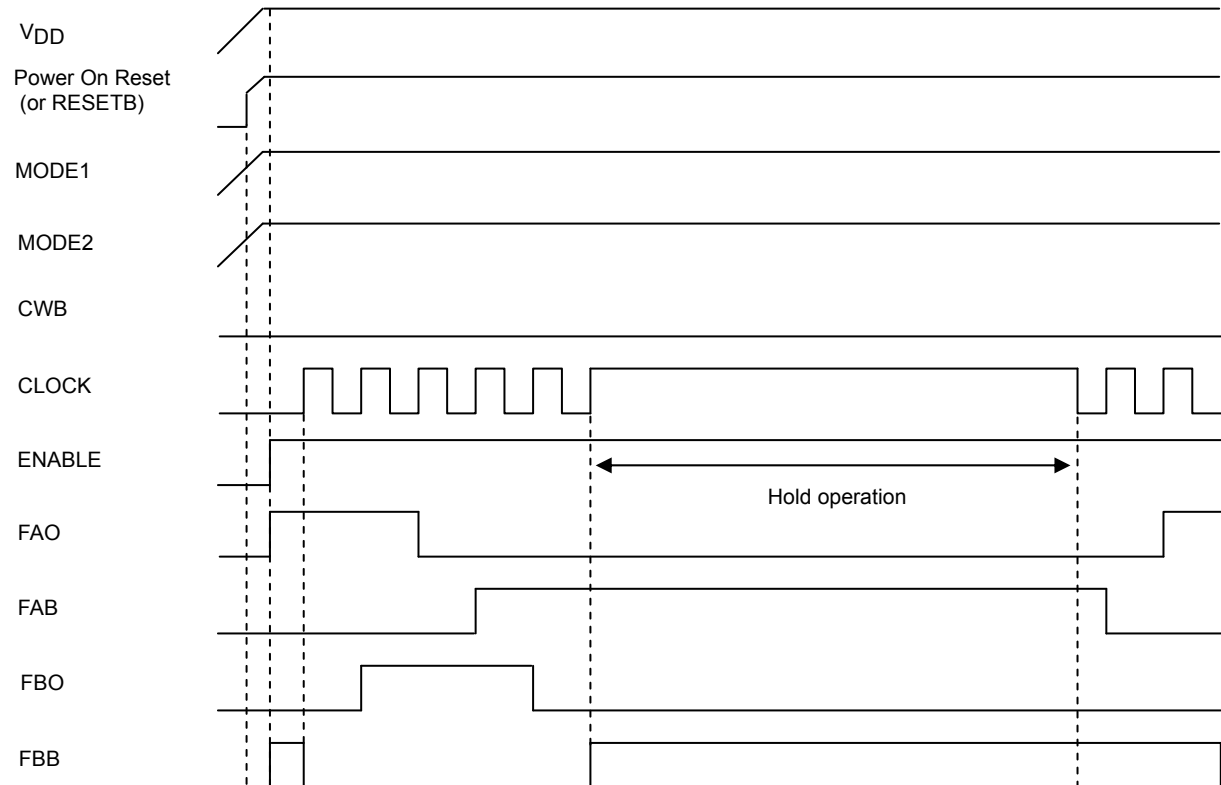 VDD
Power On Reset
(or RESETB)
MODE1
MODE2
CWB
CLOCK
ENABLE
Hold operation
FAO
FAB
FBO
FBB